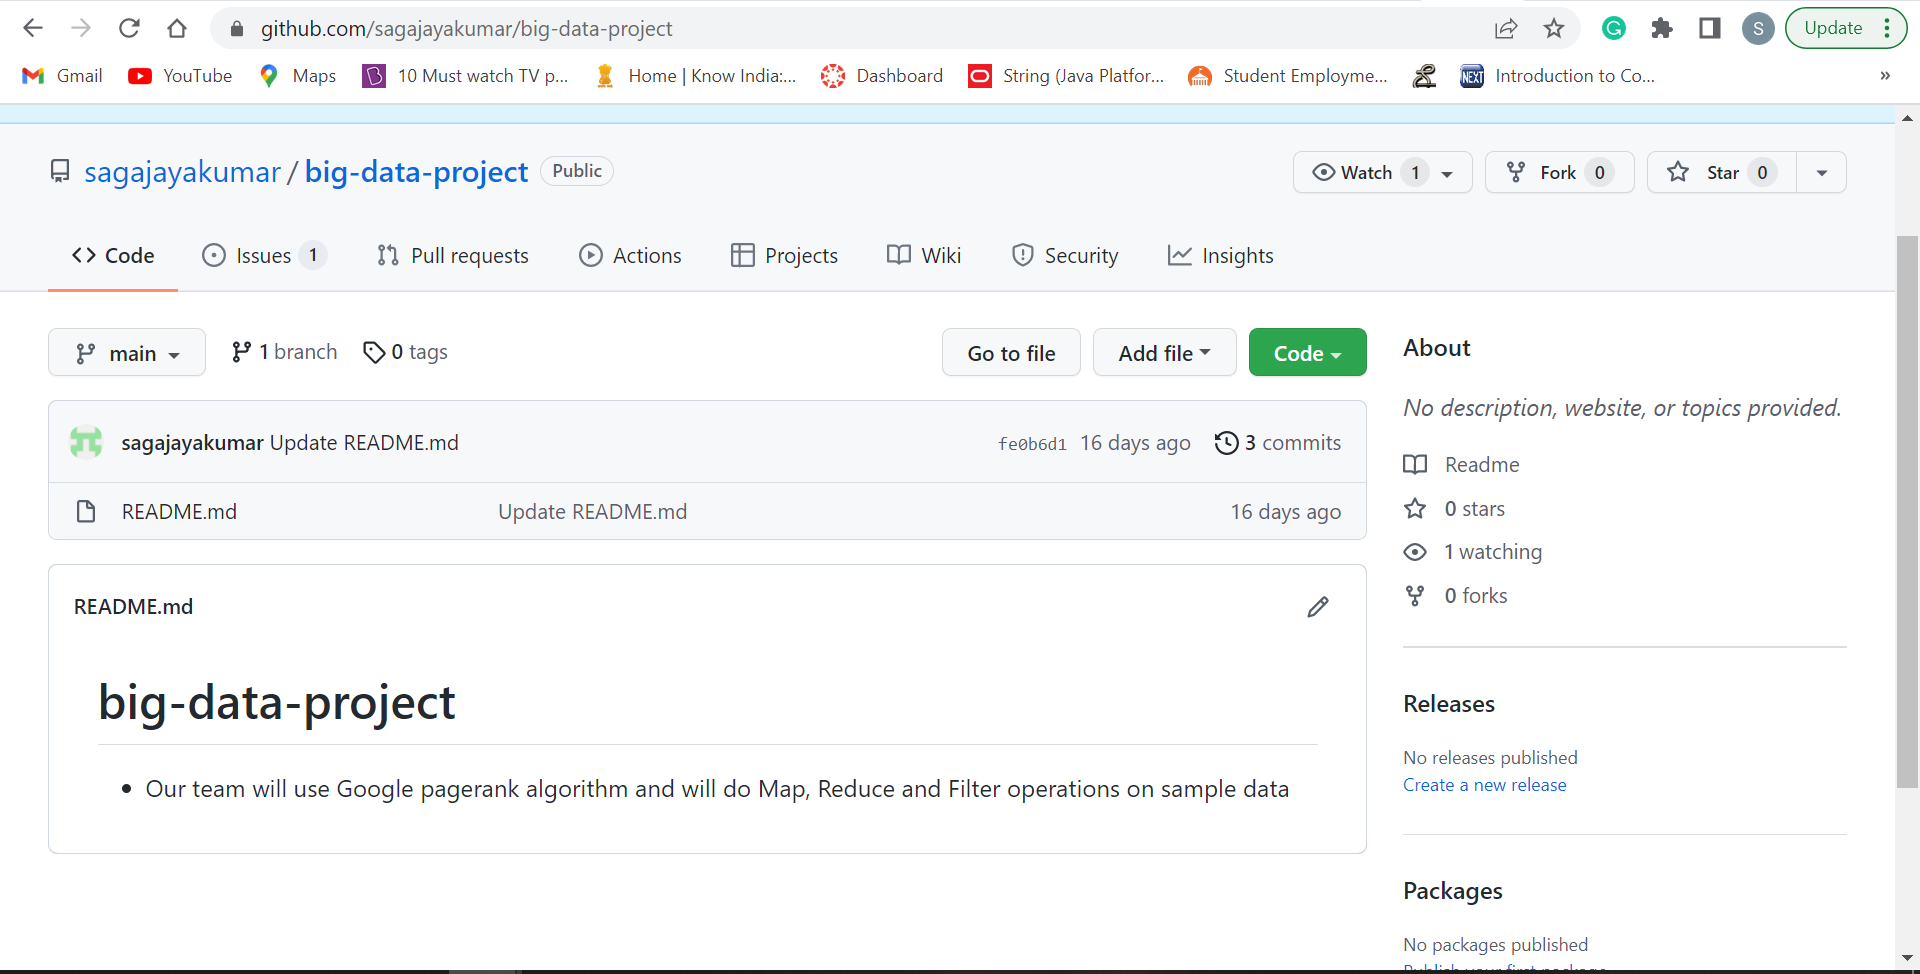 github.com/sagajayakumar/big-data-project
S
Update
Gmail YouTube Maps 10 Must watch TV p... Home | Know India:... Dashboard String (Java Platfor... Student Employme... NEXT Introduction to Co... »
sagajayakumar / big-data-project Public
Watch 1 Fork 0 Star 0
Code Issues 1 Pull requests Actions Projects Wiki Security Insights
main 1 branch 0 tags Go to file Add file Code
sagajayakumar Update README.md fe0b6d1 16 days ago 3 commits
README.md Update README.md 16 days ago
README.md
big-data-project
• Our team will use Google pagerank algorithm and will do Map, Reduce and Filter operations on sample data
About
No description, website, or topics provided.
Readme
0 stars
1 watching
0 forks
Releases
No releases published
Create a new release
Packages
No packages published
Publish your first package